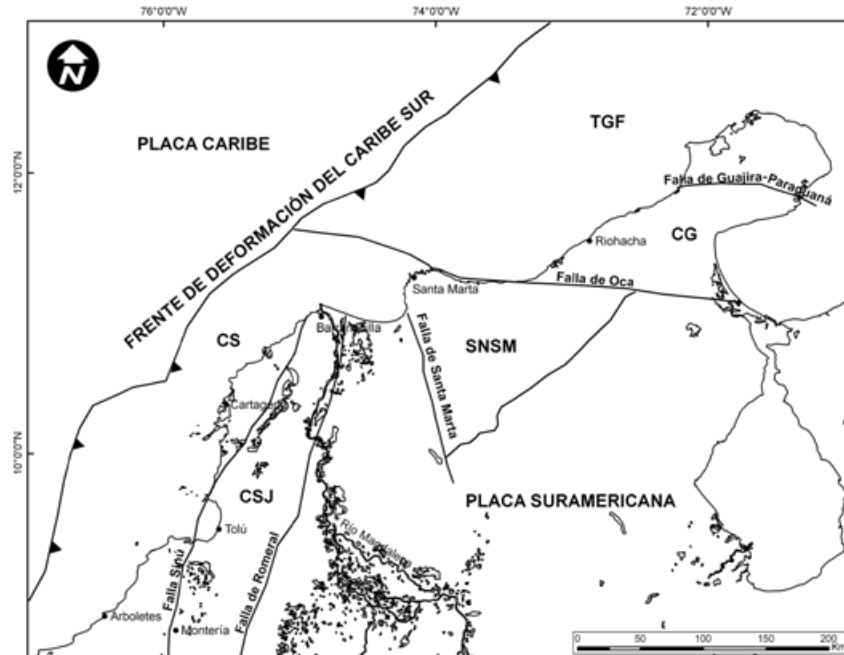 76°0'0"W
74°0'0"W
72°0'0"W
N
PLACA CARIBE
TGF
12°0'0"N
FRENTE DE DEFORMACIÓN DEL CARIBE SUR
Falla de Guajira-Paraguaná
Riohacha
CG
Falla de Oca
Santa Marta
Barranquilla
CS
Falla de Santa Marta
SNSM
Cartagena
10°0'0"N
CSJ
PLACA SURAMERICANA
Tolú
Río Magdalena
Falla Sinú
Falla de Romeral
Arboletes
Montería
0 50 100 150 200
Km